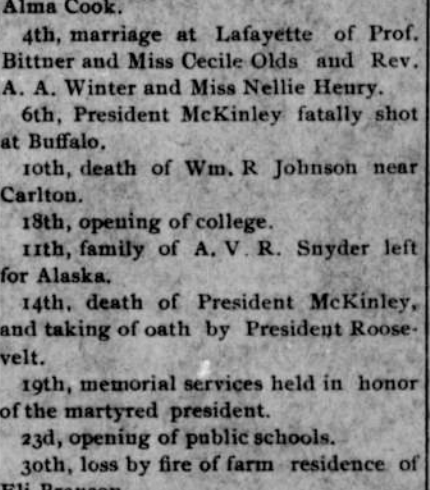 Alma Cook.
4th, marriage at Lafayette of Prof.
Bittner and Miss Cecile Olds and Rev.
A. A. Winter and Miss Nellie Henry.
6th, President McKinley fatally shot
at Buffalo.
10th, death of Wm. R Johnson near
Carlton.
18th, opening of college.
11th, family of A. V R. Snyder left
for Alaska.
14th, death of President McKinley,
and taking of oath by President Roose-
velt.
19th, memorial services held in honor
of the martyred president.
23d, opening of public schools.
30th, loss by fire of farm residence of
Eli Branson